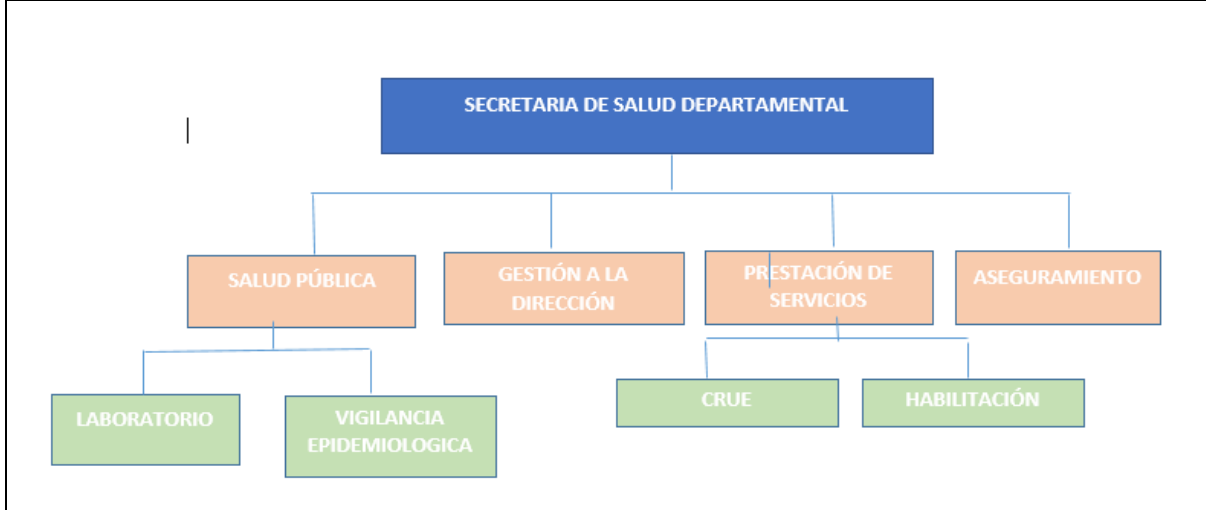 SECRETARIA DE SALUD DEPARTAMENTAL
SALUD PÚBLICA
GESTIÓN A LA
DIRECCIÓN
PRESTACIÓN DE
SERVICIOS
ASEGURAMIENTO
LABORATORIO
VIGILANCIA
EPIDEMIOLOGICA
CRUE
HABILITACIÓN